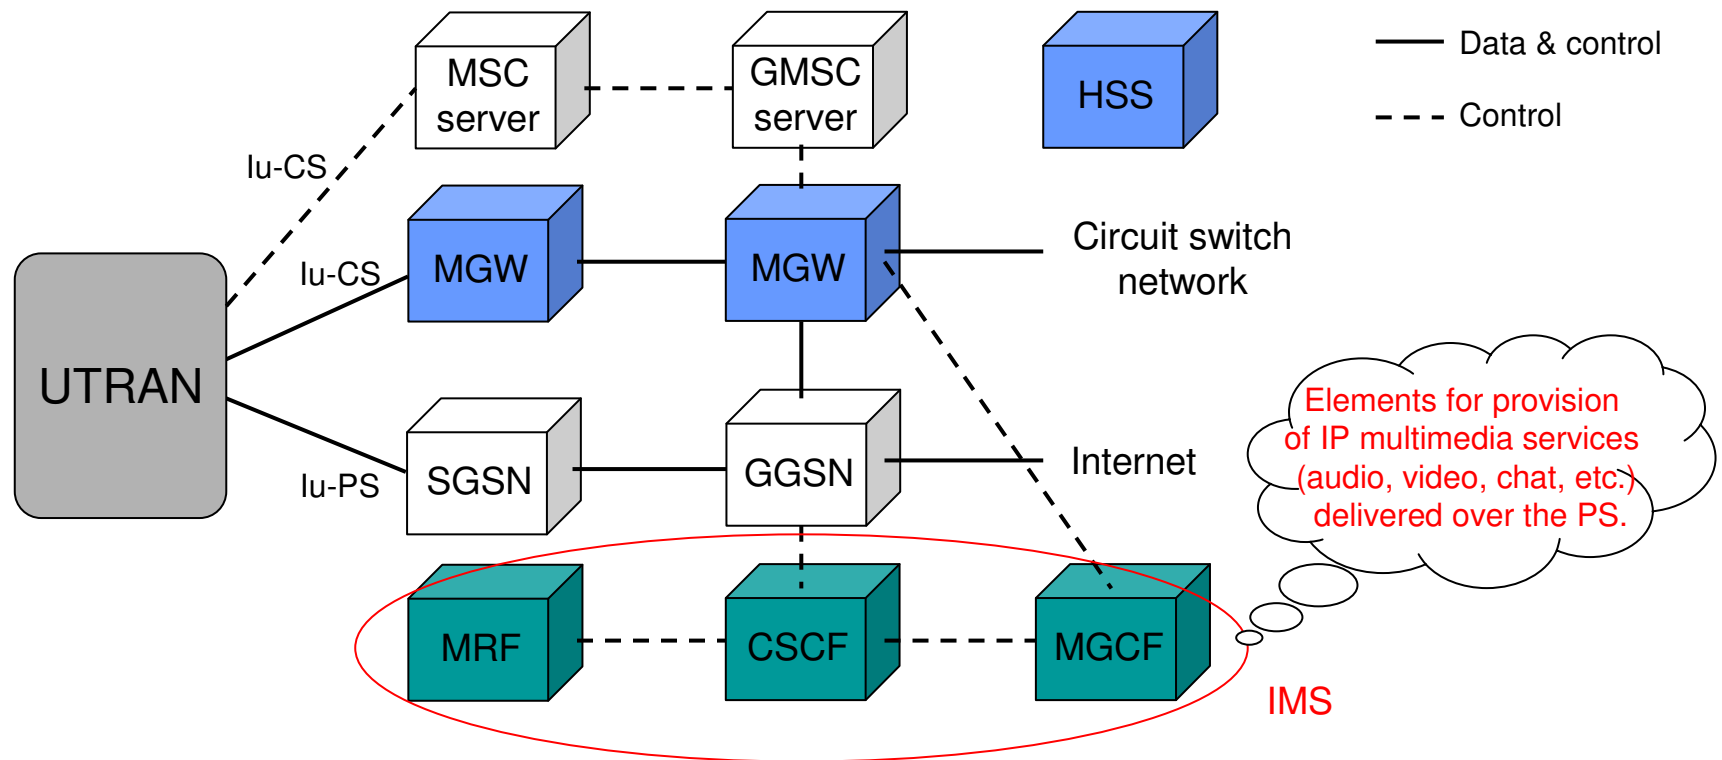 MSC
server
GMSC
server
HSS
Data & control
Control
Iu-CS
Iu-CS
MGW
MGW
Circuit switch
network
UTRAN
Iu-PS
SGSN
GGSN
Internet
Elements for provision
of IP multimedia services
(audio, video, chat, etc.)
delivered over the PS.
MRF
CSCF
MGCF
IMS